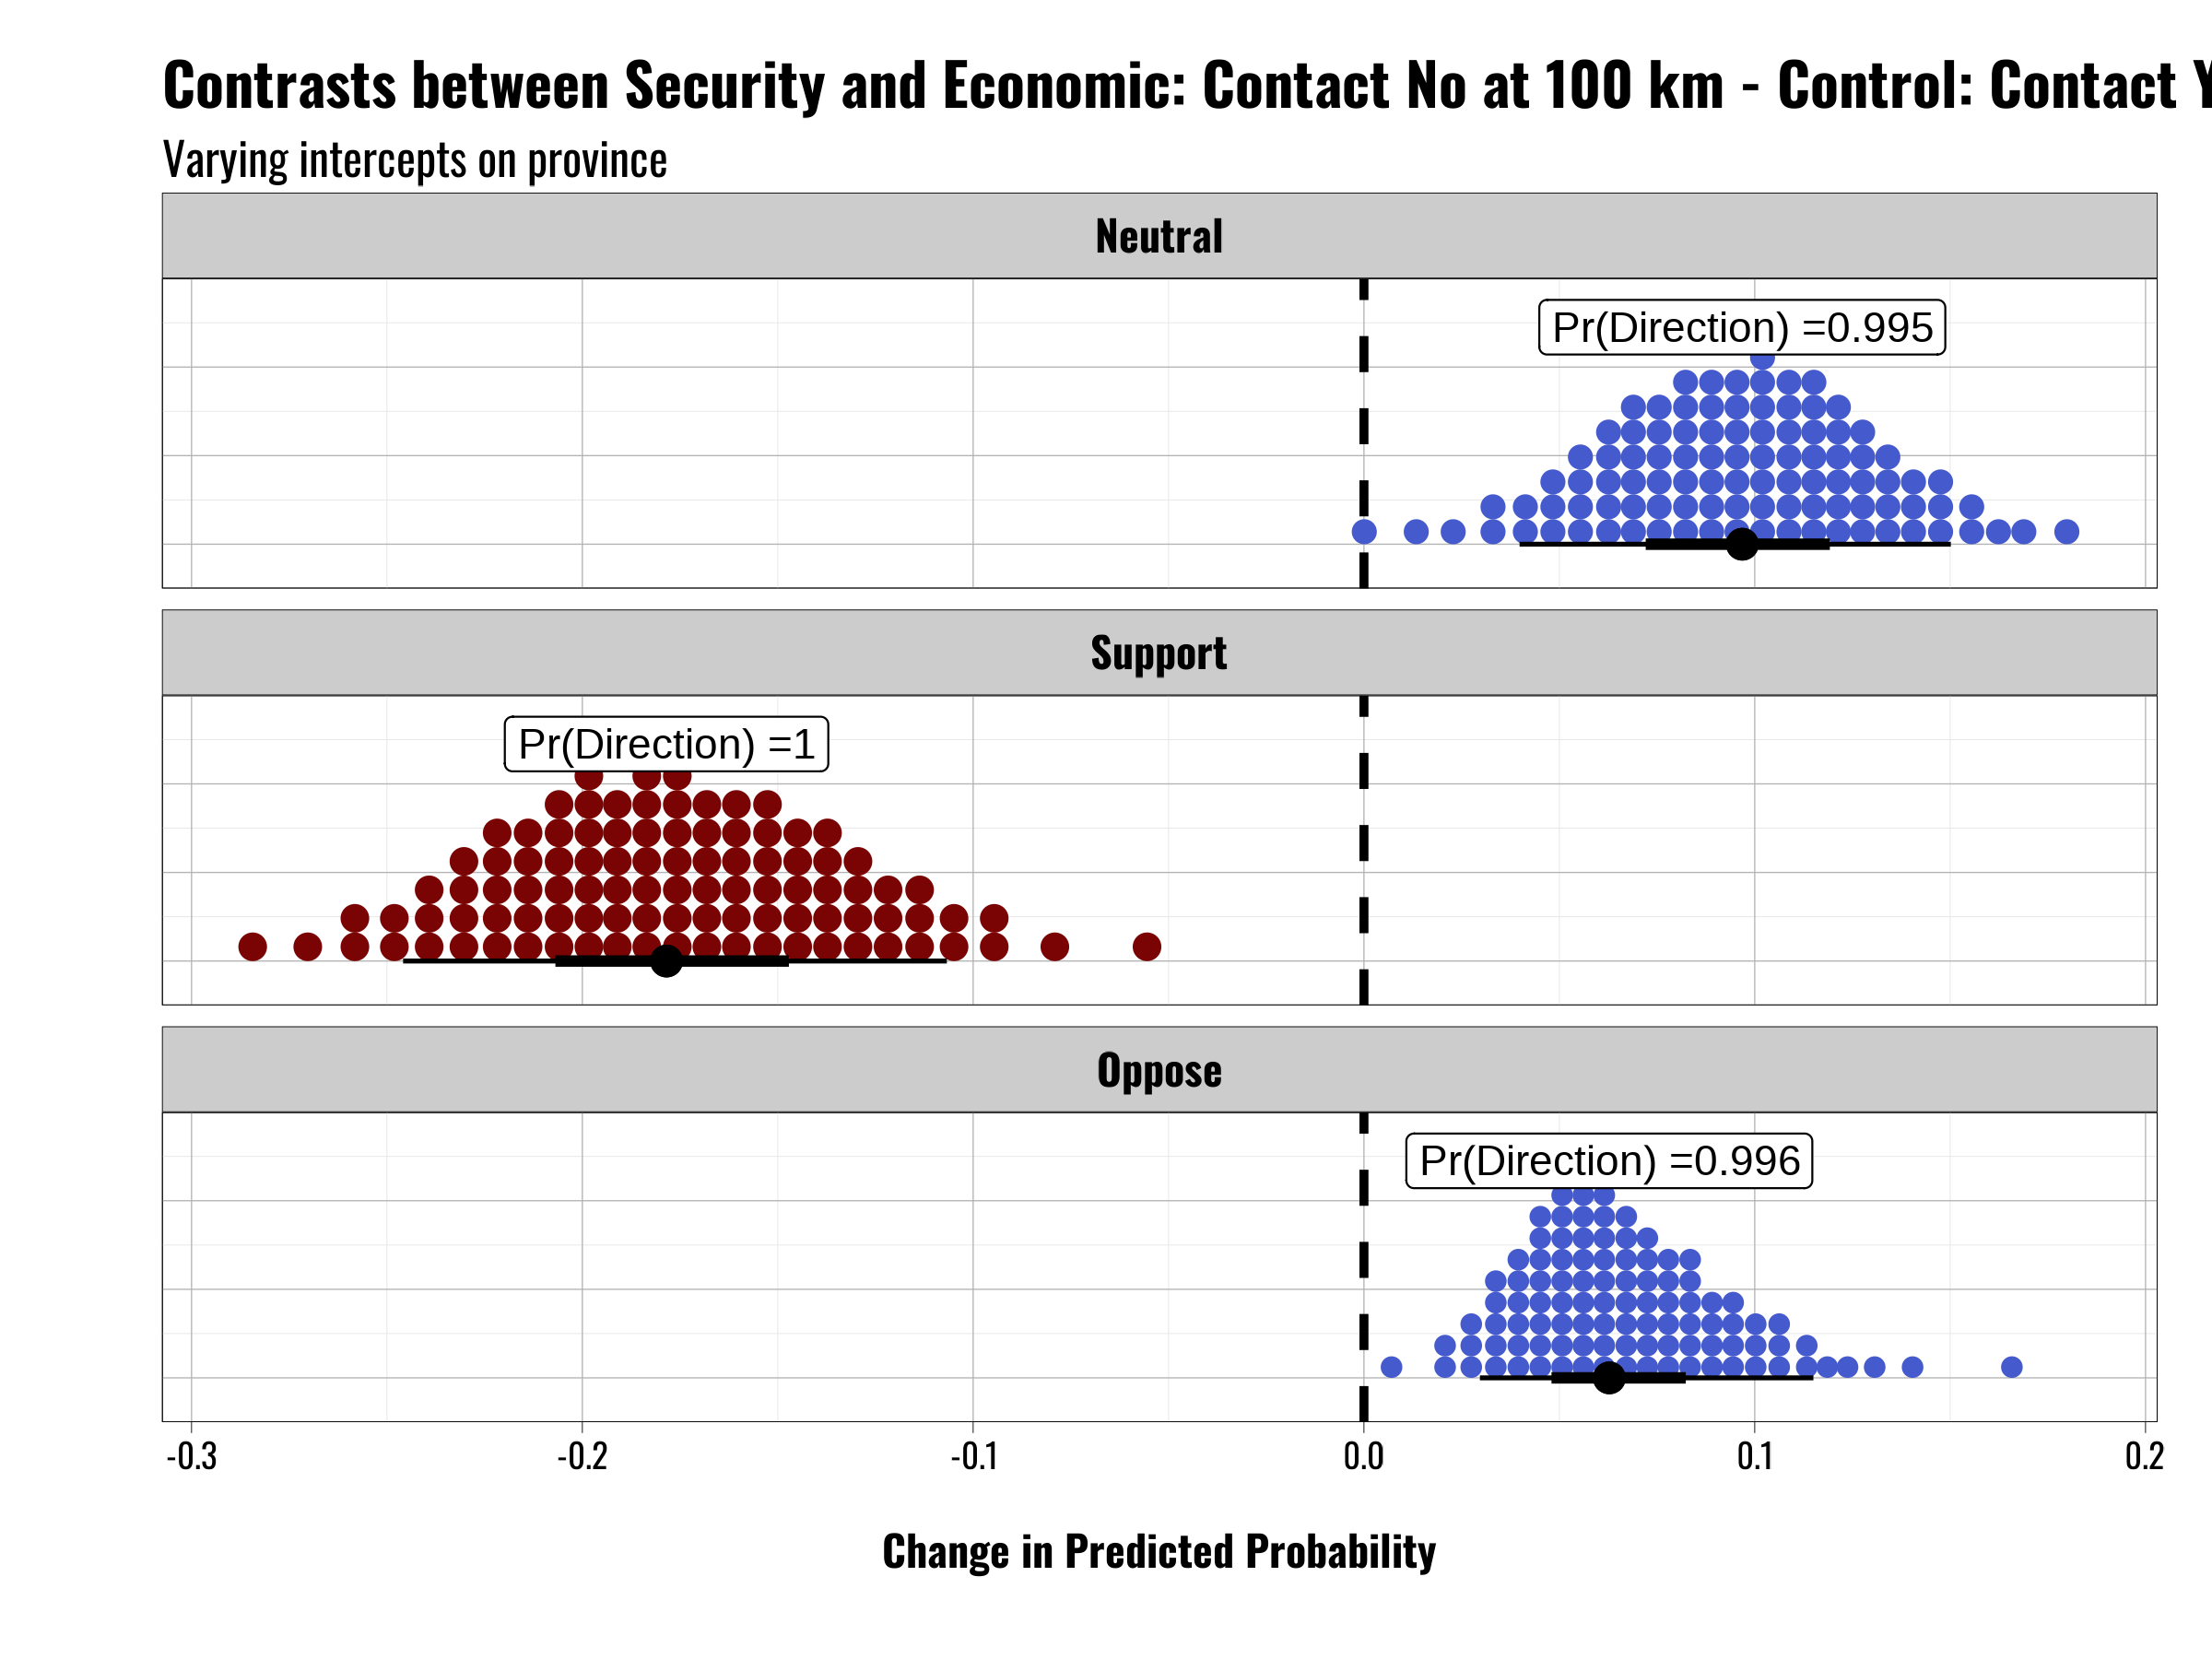 Contrasts between Security and Economic: Contact No at 100 km - Control: Contact
Varying intercepts on province
Neutral
Pr(Direction) =0.995
Support
Pr(Direction) =1
Oppose
Pr(Direction) =0.996
-0.3 -0.2 -0.1 0.0 0.1 0.2
Change in Predicted Probability